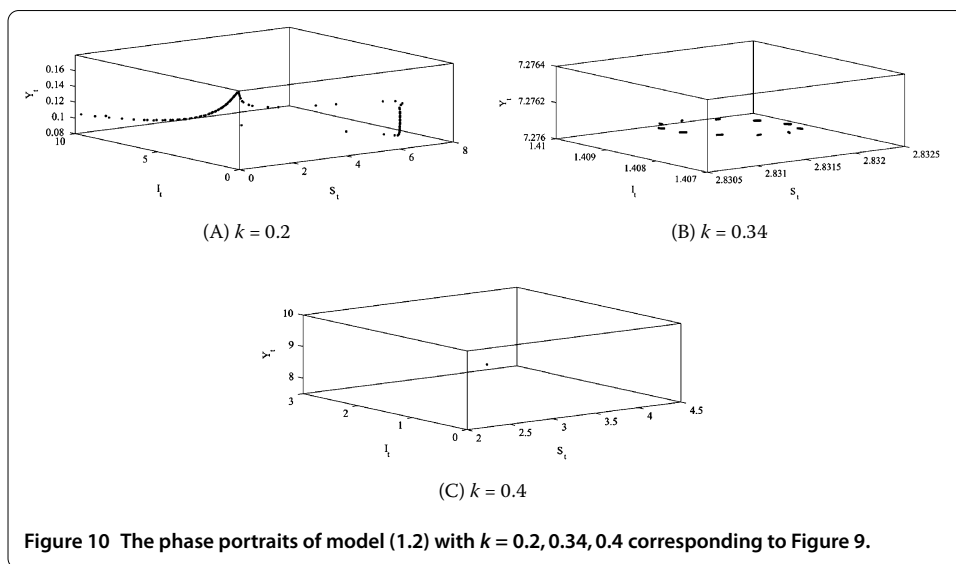 0.16
0.14
0.12
0.1
0.08
Y_t
10
5
0
I_t
0
2
4
6
8
S_t
(A) k = 0.2
7.2764
7.2762
7.276
Y_t
1.41
1.409
1.408
1.407
I_t
2.8305
2.831
2.8315
2.832
2.8325
S_t
(B) k = 0.34
10
9
8
Y_t
3
2
1
0
I_t
2
2.5
3
3.5
4
4.5
S_t
(C) k = 0.4
Figure 10 The phase portraits of model (1.2) with k = 0.2, 0.34, 0.4 corresponding to Figure 9.